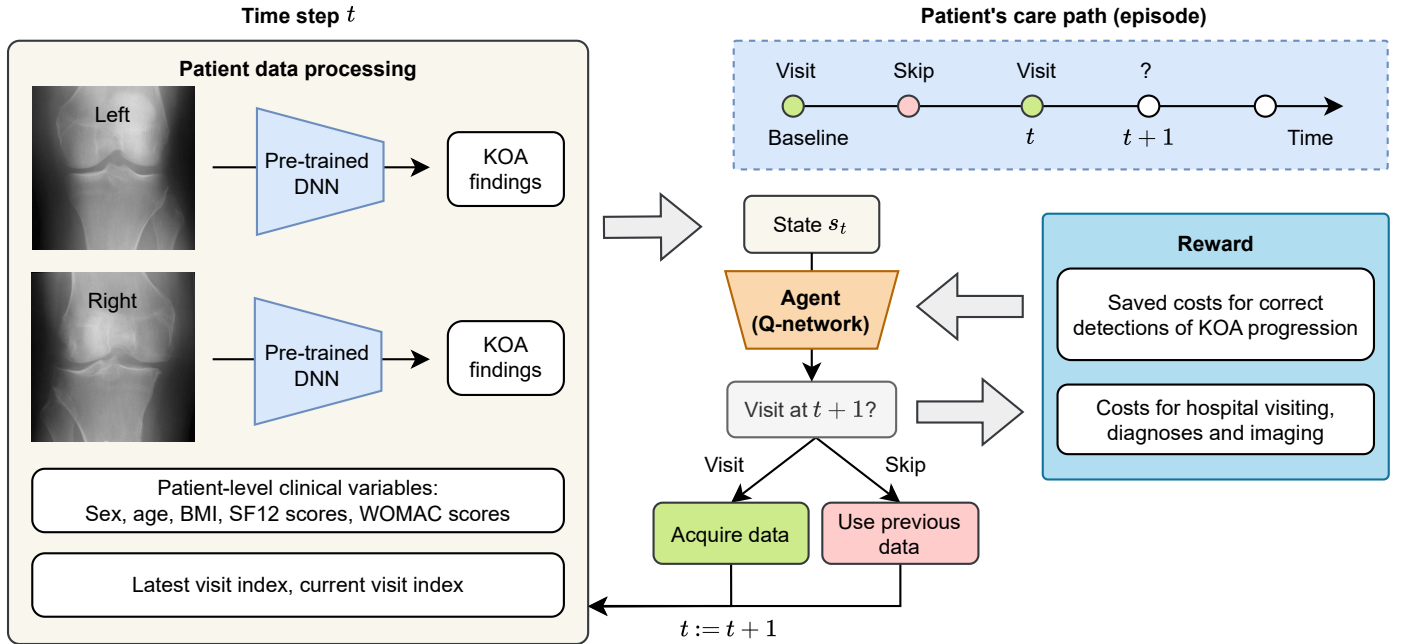 Time step t
Patient data processing
Left
Pre-trained
DNN
KOA
findings
Right
Pre-trained
DNN
KOA
findings
Patient-level clinical variables:
Sex, age, BMI, SF12 scores, WOMAC scores
Latest visit index, current visit index
Patient's care path (episode)
Visit Skip Visit ?
Baseline t t + 1 Time
State s_t
Agent
(Q-network)
Visit at t + 1?
Visit Skip
Acquire data
Use previous
data
t := t + 1
Reward
Saved costs for correct
detections of KOA progression
Costs for hospital visiting,
diagnoses and imaging